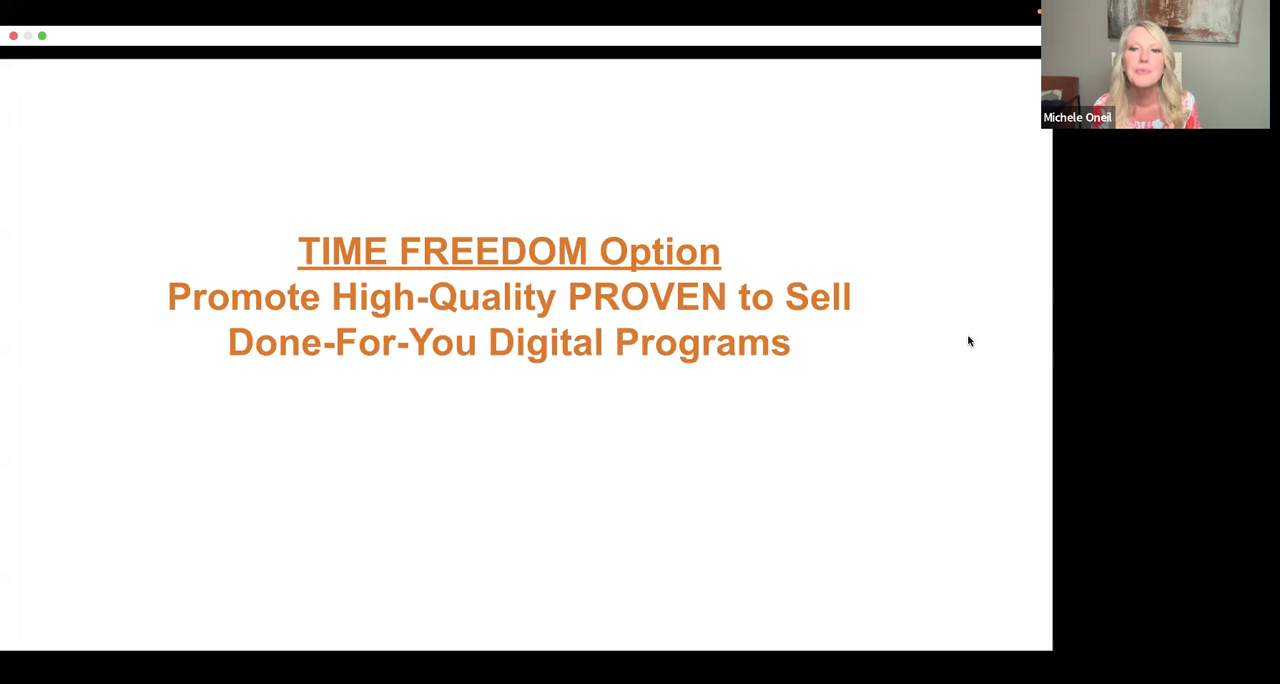 Michele Oneil
TIME FREEDOM Option
Promote High-Quality PROVEN to Sell
Done-For-You Digital Programs